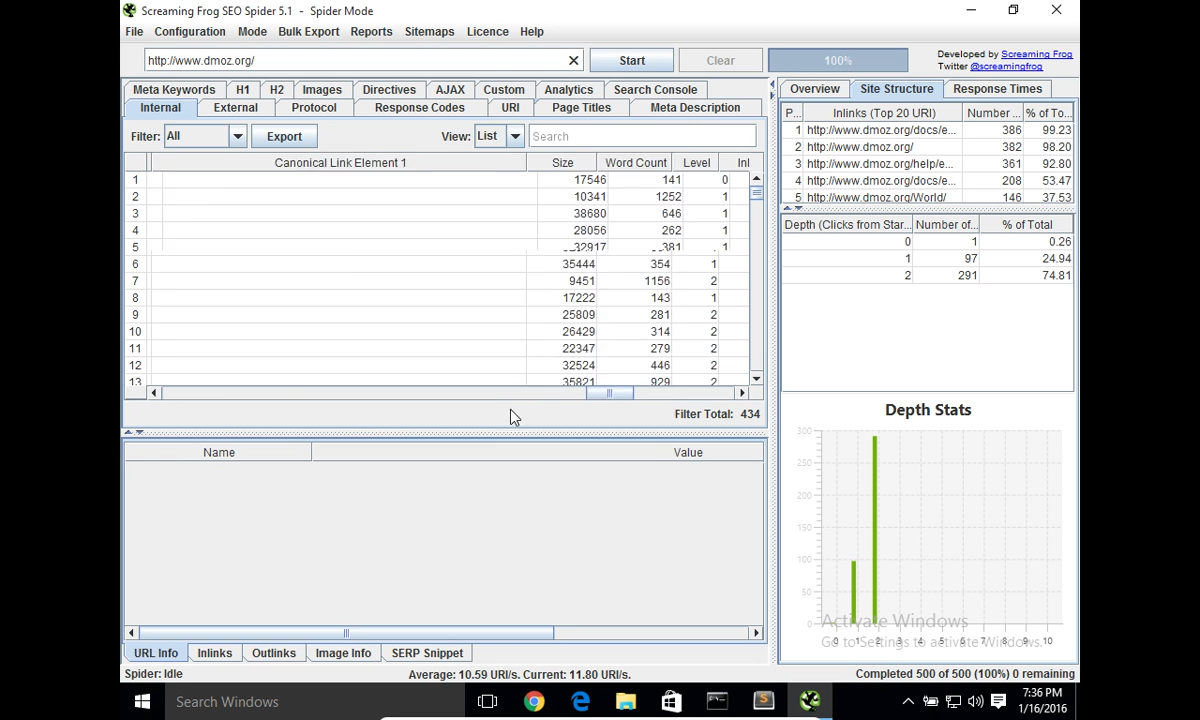 Screaming Frog SEO Spider 5.1 - Spider Mode
File Configuration Mode Bulk Export Reports Sitemaps Licence Help
http://www.dmoz.org/ Start Clear 100%
Developed by Screaming Frog
Twitter @screamingfrog
Meta Keywords H1 H2 Images Directives AJAX Custom Analytics Search Console
Internal External Protocol Response Codes URI Page Titles Meta Description
Filter: All Export View: List Search
Canonical Link Element 1 Size Word Count Level Inl
1 17546 141 0
2 10341 1252 1
3 38680 646 1
4 28056 262 1
5 32917 381 1
6 35444 354 1
7 9451 1156 2
8 17222 143 1
9 25809 281 2
10 26429 314 2
11 22347 279 2
12 32524 446 2
13 35821 929 2
Filter Total: 434
Name Value
URL Info Inlinks Outlinks Image Info SERP Snippet
Overview Site Structure Response Times
P... Inlinks (Top 20 URI) Number ... % of To...
1 http://www.dmoz.org/docs/e... 386 99.23
2 http://www.dmoz.org/ 382 98.20
3 http://www.dmoz.org/help/e... 361 92.80
4 http://www.dmoz.org/docs/e... 208 53.47
5 http://www.dmoz.org/World/ 146 37.53
Depth (Clicks from Star... Number of... % of Total
0 1 0.26
1 97 24.94
2 291 74.81
Depth Stats
300
250
200
150
100
50
0
0 1 2 3 4 5 6 7 8 9 10
Activate Windows
Go to Settings to activate Windows.
Spider: Idle Average: 10.59 URI/s. Current: 11.80 URI/s. Completed 500 of 500 (100%) 0 remaining
Search Windows
7:36 PM
1/16/2016